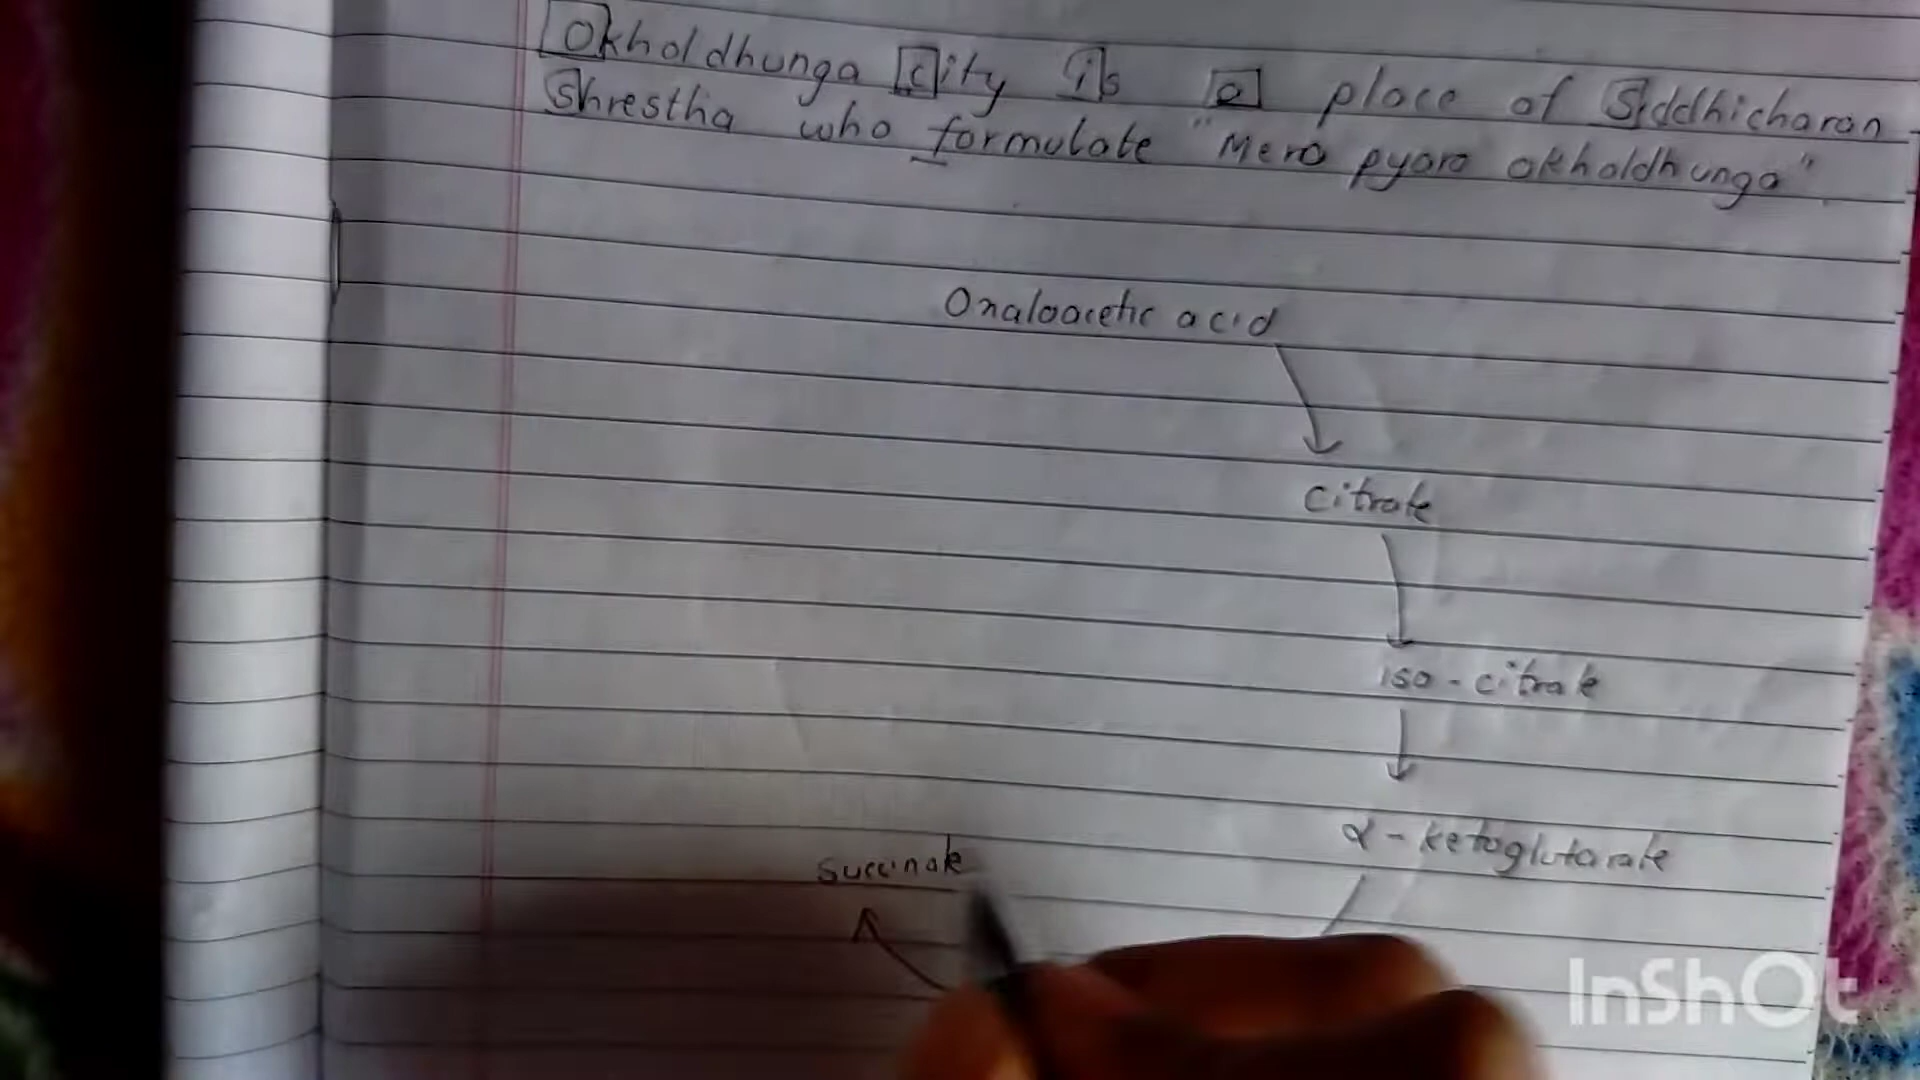 Okholdhunga City is a place of Siddhicharan
Shrestha who formulate "Mero pyaro okholdhunga"
Oxaloacetic acid
Citrate
iso - citrate
α - ketoglutarate
Succinate
InShOt